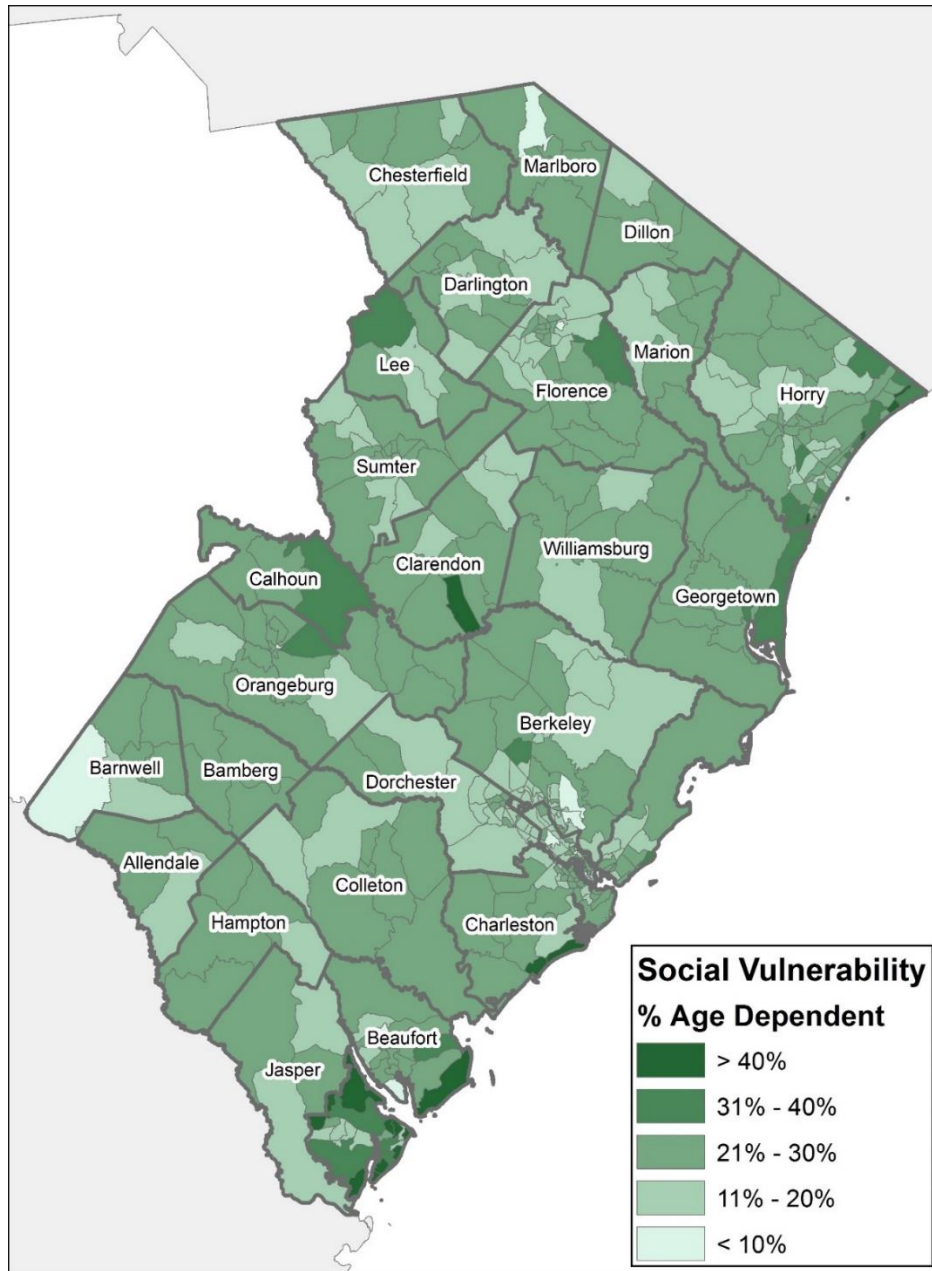 Chesterfield
Marlboro
Dillon
Darlington
Marion
Lee
Florence
Horry
Sumter
Clarendon
Williamsburg
Calhoun
Georgetown
Orangeburg
Berkeley
Barnwell
Bamberg
Dorchester
Allendale
Colleton
Hampton
Charleston
Beaufort
Jasper
Social Vulnerability
% Age Dependent
> 40%
31% - 40%
21% - 30%
11% - 20%
< 10%